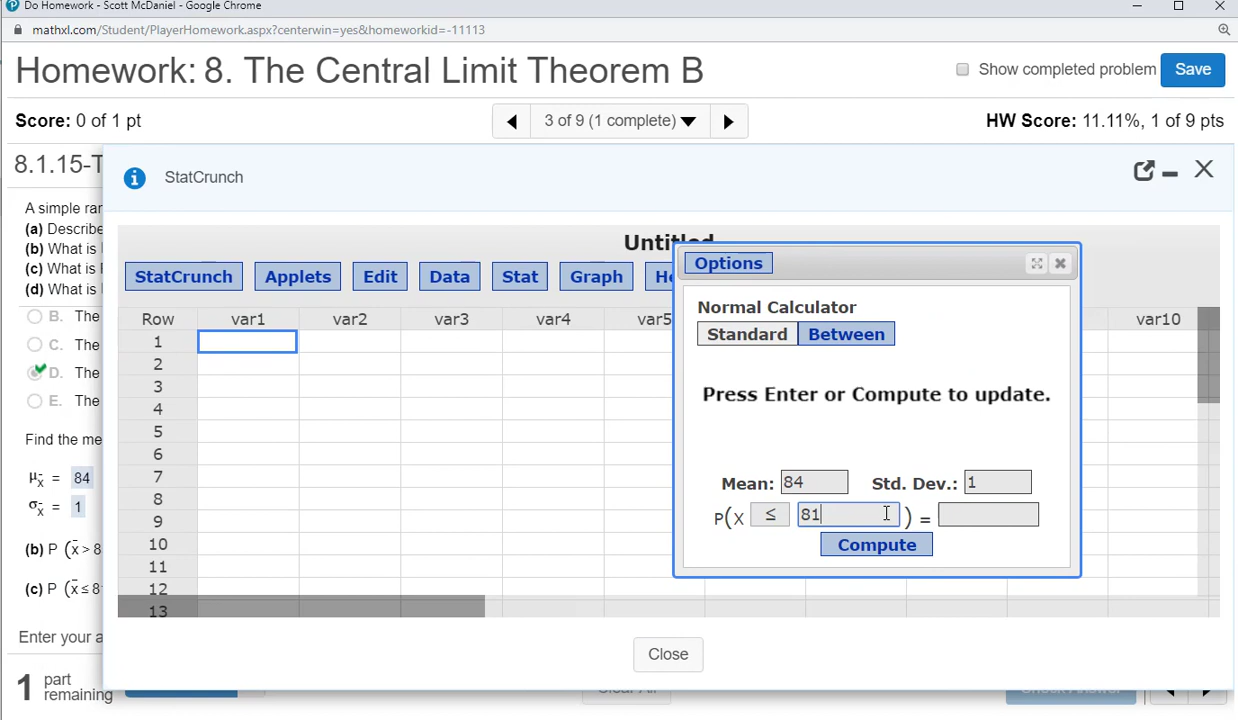 Do Homework - Scott McDaniel - Google Chrome
mathxl.com/Student/PlayerHomework.aspx?centerwin=yes&homeworkid=-11113
Homework: 8. The Central Limit Theorem B
Show completed problem
Save
Score: 0 of 1 pt
3 of 9 (1 complete)
HW Score: 11.11%, 1 of 9 pts
8.1.15-T
StatCrunch
A simple rar
(a) Describe
(b) What is
(c) What is
(d) What is
B. The
C. The
D. The
E. The
Find the me
μx̄ = 84
σx̄ = 1
(b) P (x̄ > 8
(c) P (x̄ ≤ 8
Enter your a
1 part remaining
Untitled
StatCrunch Applets Edit Data Stat Graph He
Row var1 var2 var3 var4 var5 var10
1
2
3
4
5
6
7
8
9
10
11
12
13
Options
Normal Calculator
Standard Between
Press Enter or Compute to update.
Mean: 84 Std. Dev.: 1
P(X ≤ 81 ) =
Compute
Close
Clear All
Check Answer